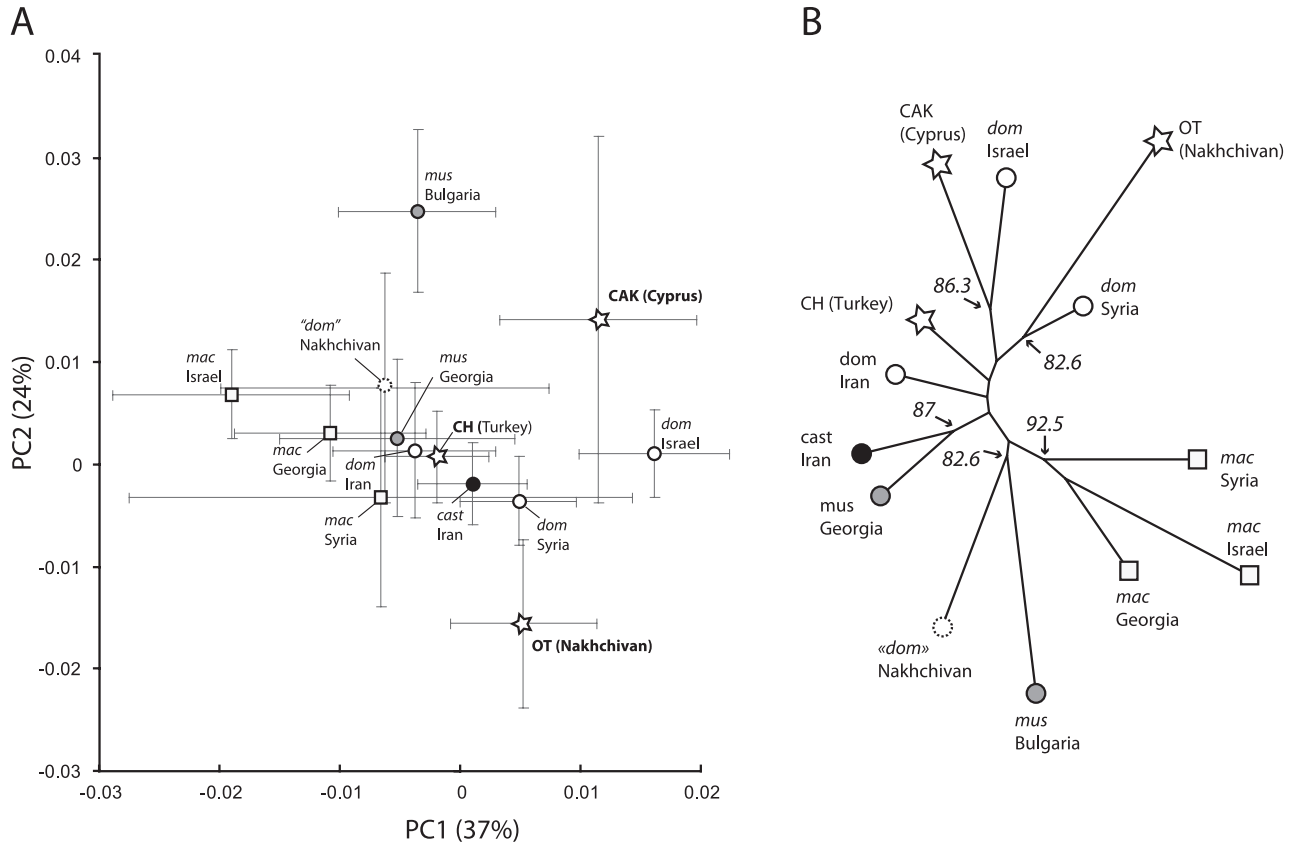 A
0.04
0.03
0.02
0.01
0
-0.01
-0.02
-0.03
PC2 (24%)
-0.03
-0.02
-0.01
0
0.01
0.02
PC1 (37%)
mus
Bulgaria
CAK (Cyprus)
"dom"
Nakhchivan
mus
Georgia
mac
Israel
CH (Turkey)
dom
Israel
mac
Georgia
dom
Iran
mac
Syria
cast
Iran
dom
Syria
OT (Nakhchivan)
B
CAK
(Cyprus)
dom
Israel
OT
(Nakhchivan)
86.3
CH (Turkey)
dom
Syria
82.6
dom
Iran
87
92.5
cast
Iran
82.6
mac
Syria
mus
Georgia
mac
Israel
mac
Georgia
«dom»
Nakhchivan
mus
Bulgaria